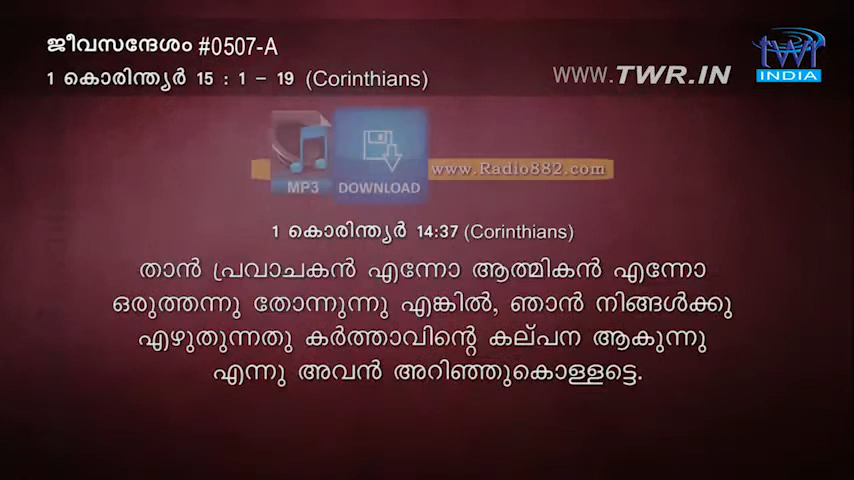 ജീവസന്ദേശം #0507-A
1 കൊരിന്ത്യർ 15 : 1 – 19 (Corinthians)
WWW.TWR.IN
twr
INDIA
MP3
DOWNLOAD
www.Radio882.com
1 കൊരിന്ത്യർ 14:37 (Corinthians)
താൻ പ്രവാചകൻ എന്നോ ആത്മികൻ എന്നോ
ഒരുത്തന്നു തോന്നുന്നു എങ്കിൽ, ഞാൻ നിങ്ങൾക്കു
എഴുതുന്നതു കർത്താവിന്റെ കല്പന ആകുന്നു
എന്നു അവൻ അറിഞ്ഞുകൊള്ളട്ടെ.